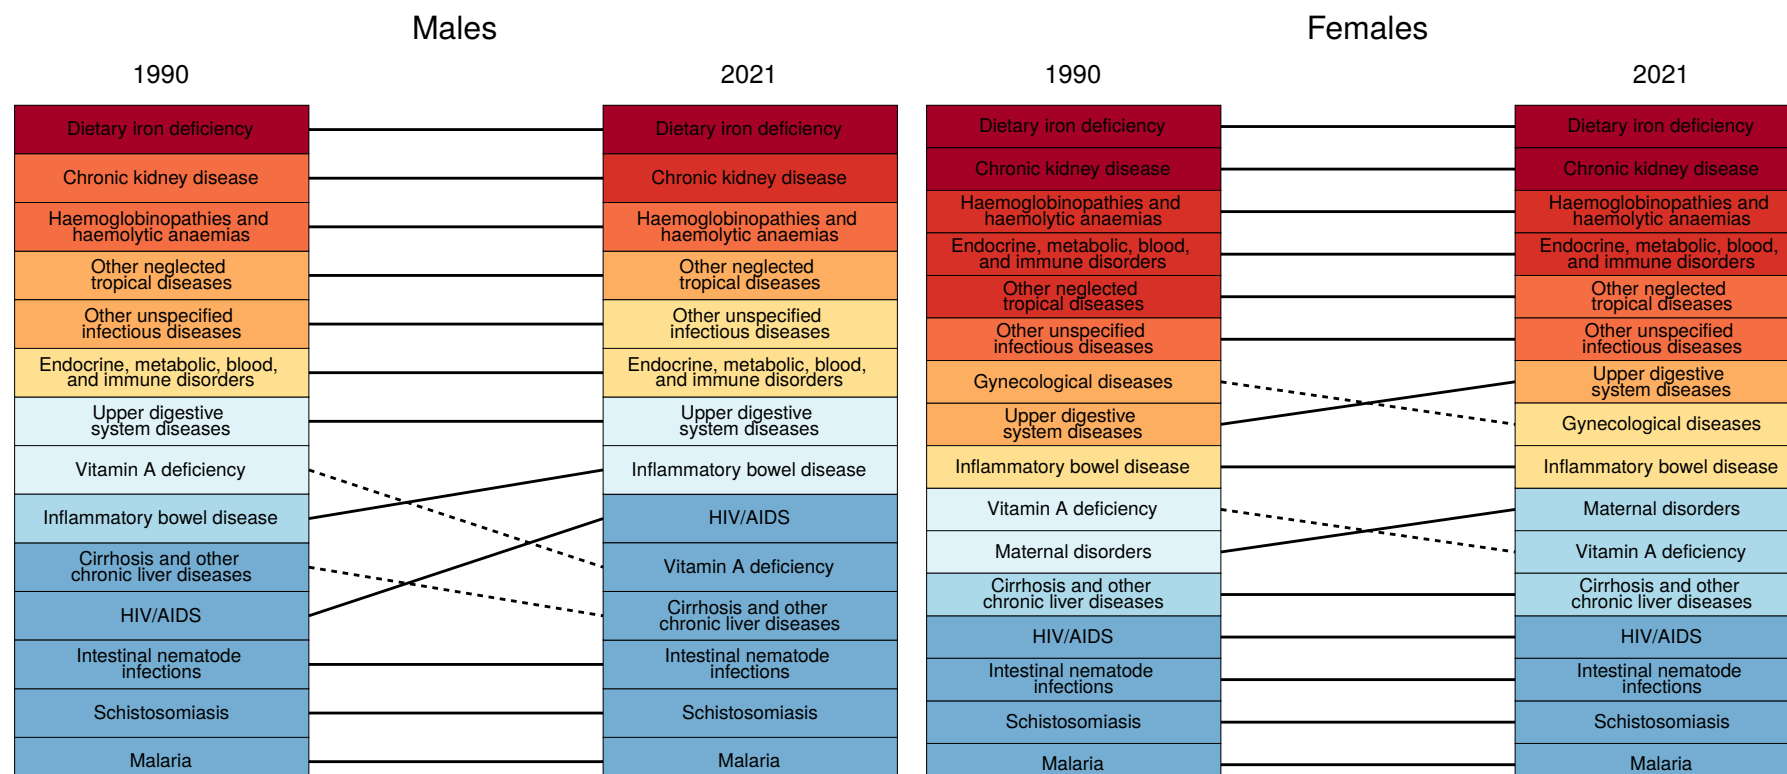 Males
1990
2021
Dietary iron deficiency
Chronic kidney disease
Haemoglobinopathies and
haemolytic anaemias
Other neglected
tropical diseases
Other unspecified
infectious diseases
Endocrine, metabolic, blood,
and immune disorders
Upper digestive
system diseases
Vitamin A deficiency
Inflammatory bowel disease
Cirrhosis and other
chronic liver diseases
HIV/AIDS
Intestinal nematode
infections
Schistosomiasis
Malaria
Dietary iron deficiency
Chronic kidney disease
Haemoglobinopathies and
haemolytic anaemias
Other neglected
tropical diseases
Other unspecified
infectious diseases
Endocrine, metabolic, blood,
and immune disorders
Upper digestive
system diseases
Inflammatory bowel disease
HIV/AIDS
Vitamin A deficiency
Cirrhosis and other
chronic liver diseases
Intestinal nematode
infections
Schistosomiasis
Malaria
Females
1990
2021
Dietary iron deficiency
Chronic kidney disease
Haemoglobinopathies and
haemolytic anaemias
Endocrine, metabolic, blood,
and immune disorders
Other neglected
tropical diseases
Other unspecified
infectious diseases
Gynecological diseases
Upper digestive
system diseases
Inflammatory bowel disease
Vitamin A deficiency
Maternal disorders
Cirrhosis and other
chronic liver diseases
HIV/AIDS
Intestinal nematode
infections
Schistosomiasis
Malaria
Dietary iron deficiency
Chronic kidney disease
Haemoglobinopathies and
haemolytic anaemias
Endocrine, metabolic, blood,
and immune disorders
Other neglected
tropical diseases
Other unspecified
infectious diseases
Upper digestive
system diseases
Gynecological diseases
Inflammatory bowel disease
Maternal disorders
Vitamin A deficiency
Cirrhosis and other
chronic liver diseases
HIV/AIDS
Intestinal nematode
infections
Schistosomiasis
Malaria